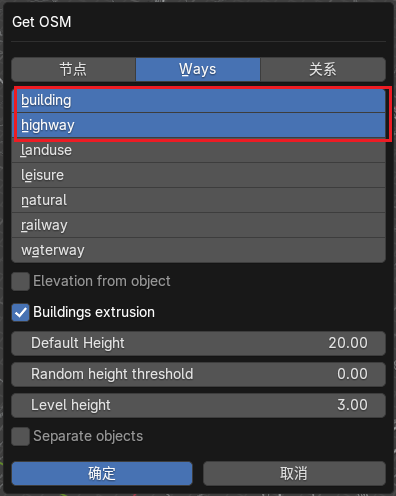 Get OSM
节点 Ways 关系
building
highway
landuse
leisure
natural
railway
waterway
Elevation from object
Buildings extrusion
Default Height 20.00
Random height threshold 0.00
Level height 3.00
Separate objects
确定 取消